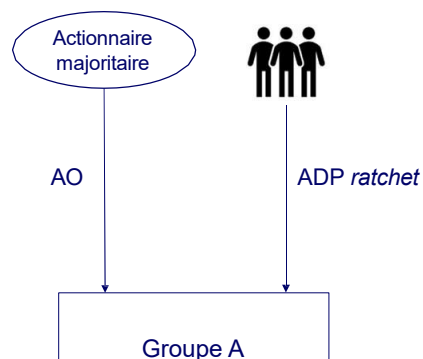 Actionnaire
majoritaire
AO
ADP ratchet
Groupe A